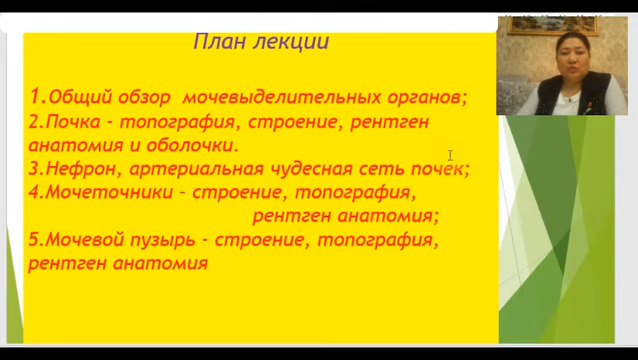 План лекции
1.Общий обзор мочевыделительных органов;
2.Почка - топография, строение, рентген
анатомия и оболочки.
3.Нефрон, артериальная чудесная сеть почек;
4.Мочеточники – строение, топография,
рентген анатомия;
5.Мочевой пузырь - строение, топография,
рентген анатомия